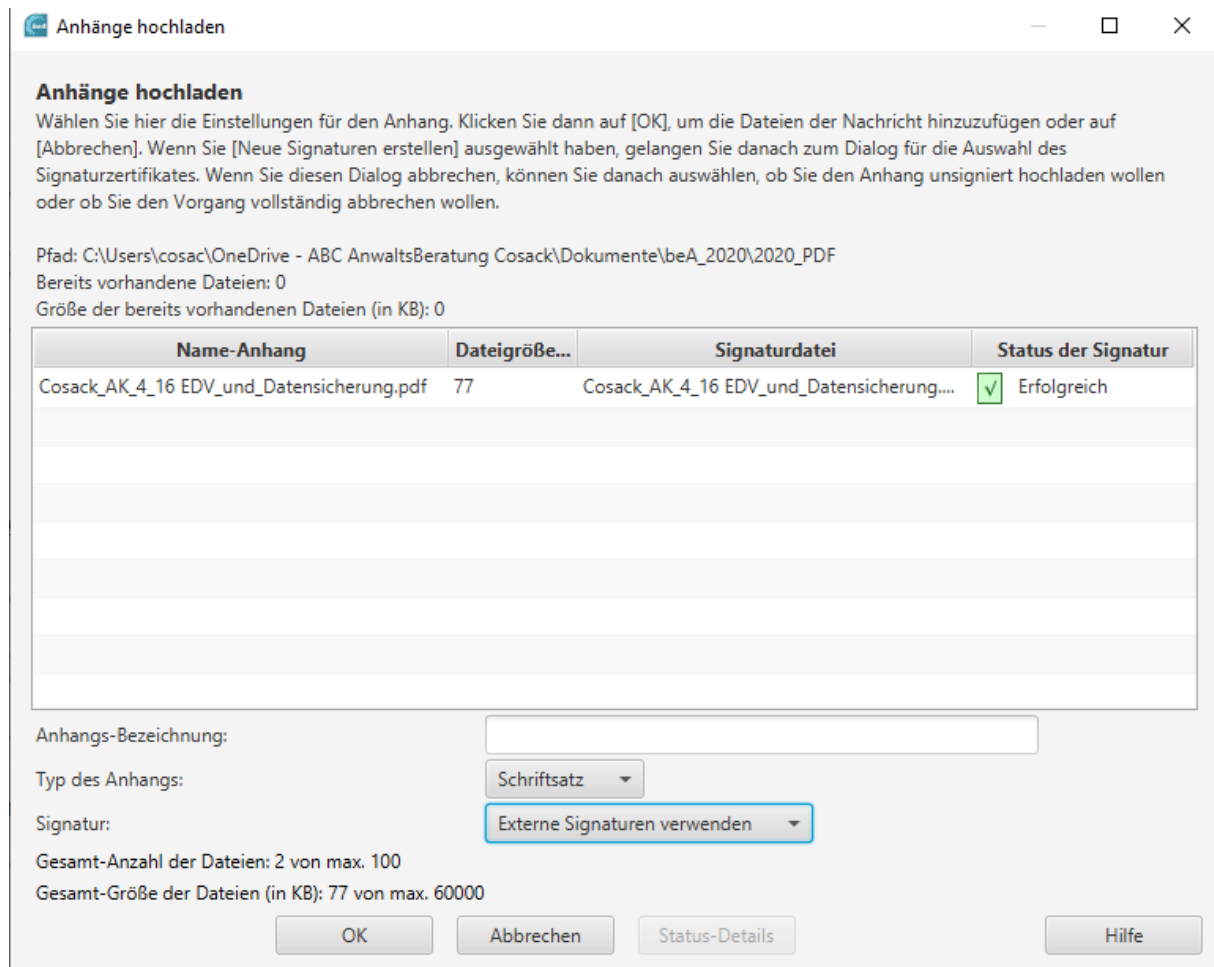 Anhänge hochladen
Anhänge hochladen
Wählen Sie hier die Einstellungen für den Anhang. Klicken Sie dann auf [OK], um die Dateien der Nachricht hinzuzufügen oder auf
[Abbrechen]. Wenn Sie [Neue Signaturen erstellen] ausgewählt haben, gelangen Sie danach zum Dialog für die Auswahl des
Signaturzertifikates. Wenn Sie diesen Dialog abbrechen, können Sie danach auswählen, ob Sie den Anhang unsigniert hochladen wollen
oder ob Sie den Vorgang vollständig abbrechen wollen.
Pfad: C:\Users\cosac\OneDrive - ABC AnwaltsBeratung Cosack\Dokumente\beA_2020\2020_PDF
Bereits vorhandene Dateien: 0
Größe der bereits vorhandenen Dateien (in KB): 0
Name-Anhang Dateigröße... Signaturdatei Status der Signatur
Cosack_AK_4_16 EDV_und_Datensicherung.pdf 77 Cosack_AK_4_16 EDV_und_Datensicherung.... √ Erfolgreich
Anhangs-Bezeichnung:
Typ des Anhangs: Schriftsatz
Signatur: Externe Signaturen verwenden
Gesamt-Anzahl der Dateien: 2 von max. 100
Gesamt-Größe der Dateien (in KB): 77 von max. 60000
OK Abbrechen Status-Details Hilfe